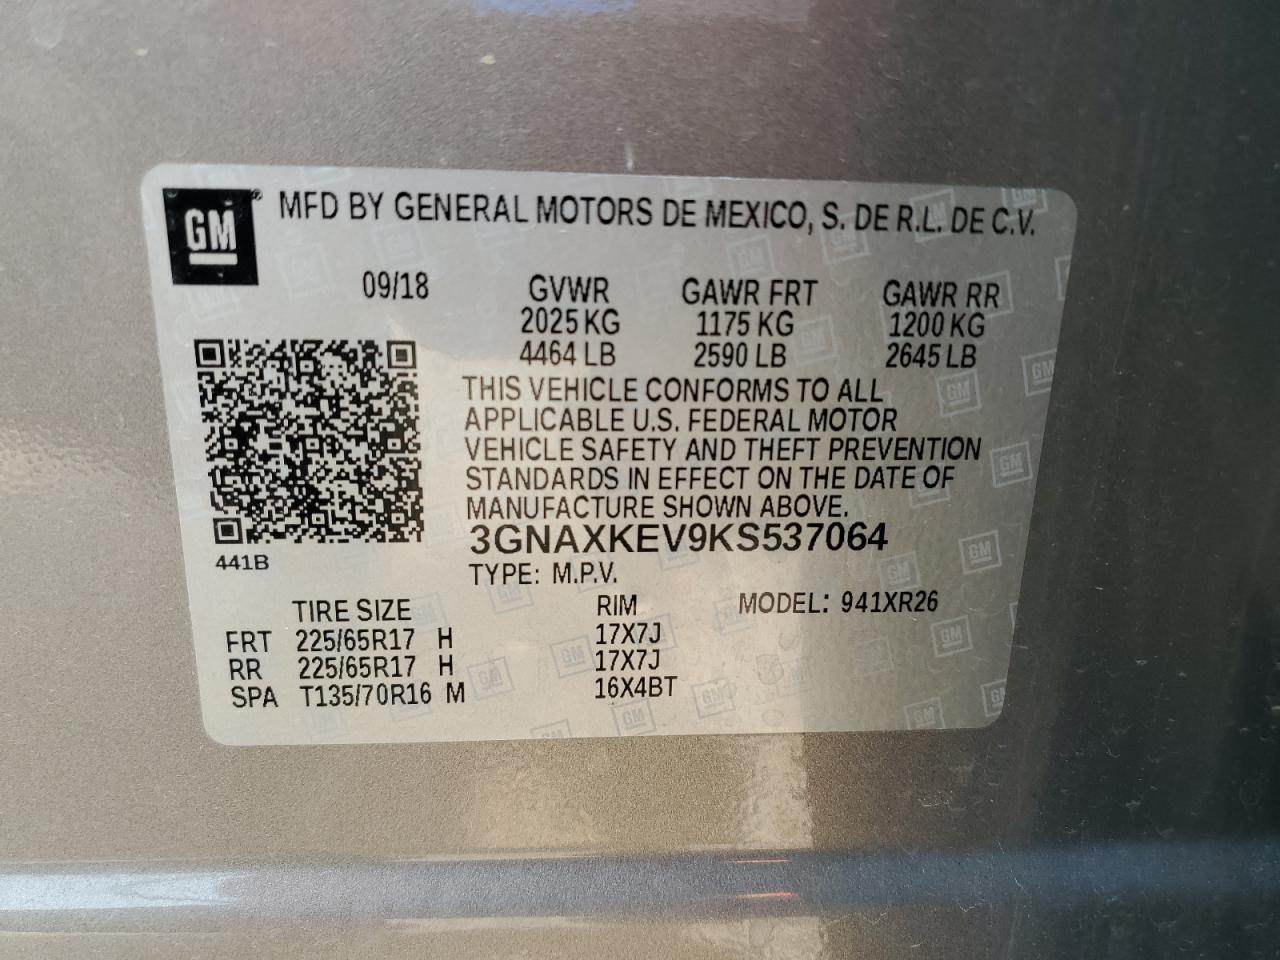 GM® MFD BY GENERAL MOTORS DE MEXICO, S. DE R.L. DE C.V.
09/18 GVWR GAWR FRT GAWR RR
2025 KG 1175 KG 1200 KG
4464 LB 2590 LB 2645 LB
THIS VEHICLE CONFORMS TO ALL
APPLICABLE U.S. FEDERAL MOTOR
VEHICLE SAFETY AND THEFT PREVENTION
STANDARDS IN EFFECT ON THE DATE OF
MANUFACTURE SHOWN ABOVE.
3GNAXKEV9KS537064
441B
TYPE: M.P.V.
TIRE SIZE RIM MODEL: 941XR26
FRT 225/65R17 H 17X7J
RR 225/65R17 H 17X7J
SPA T135/70R16 M 16X4BT